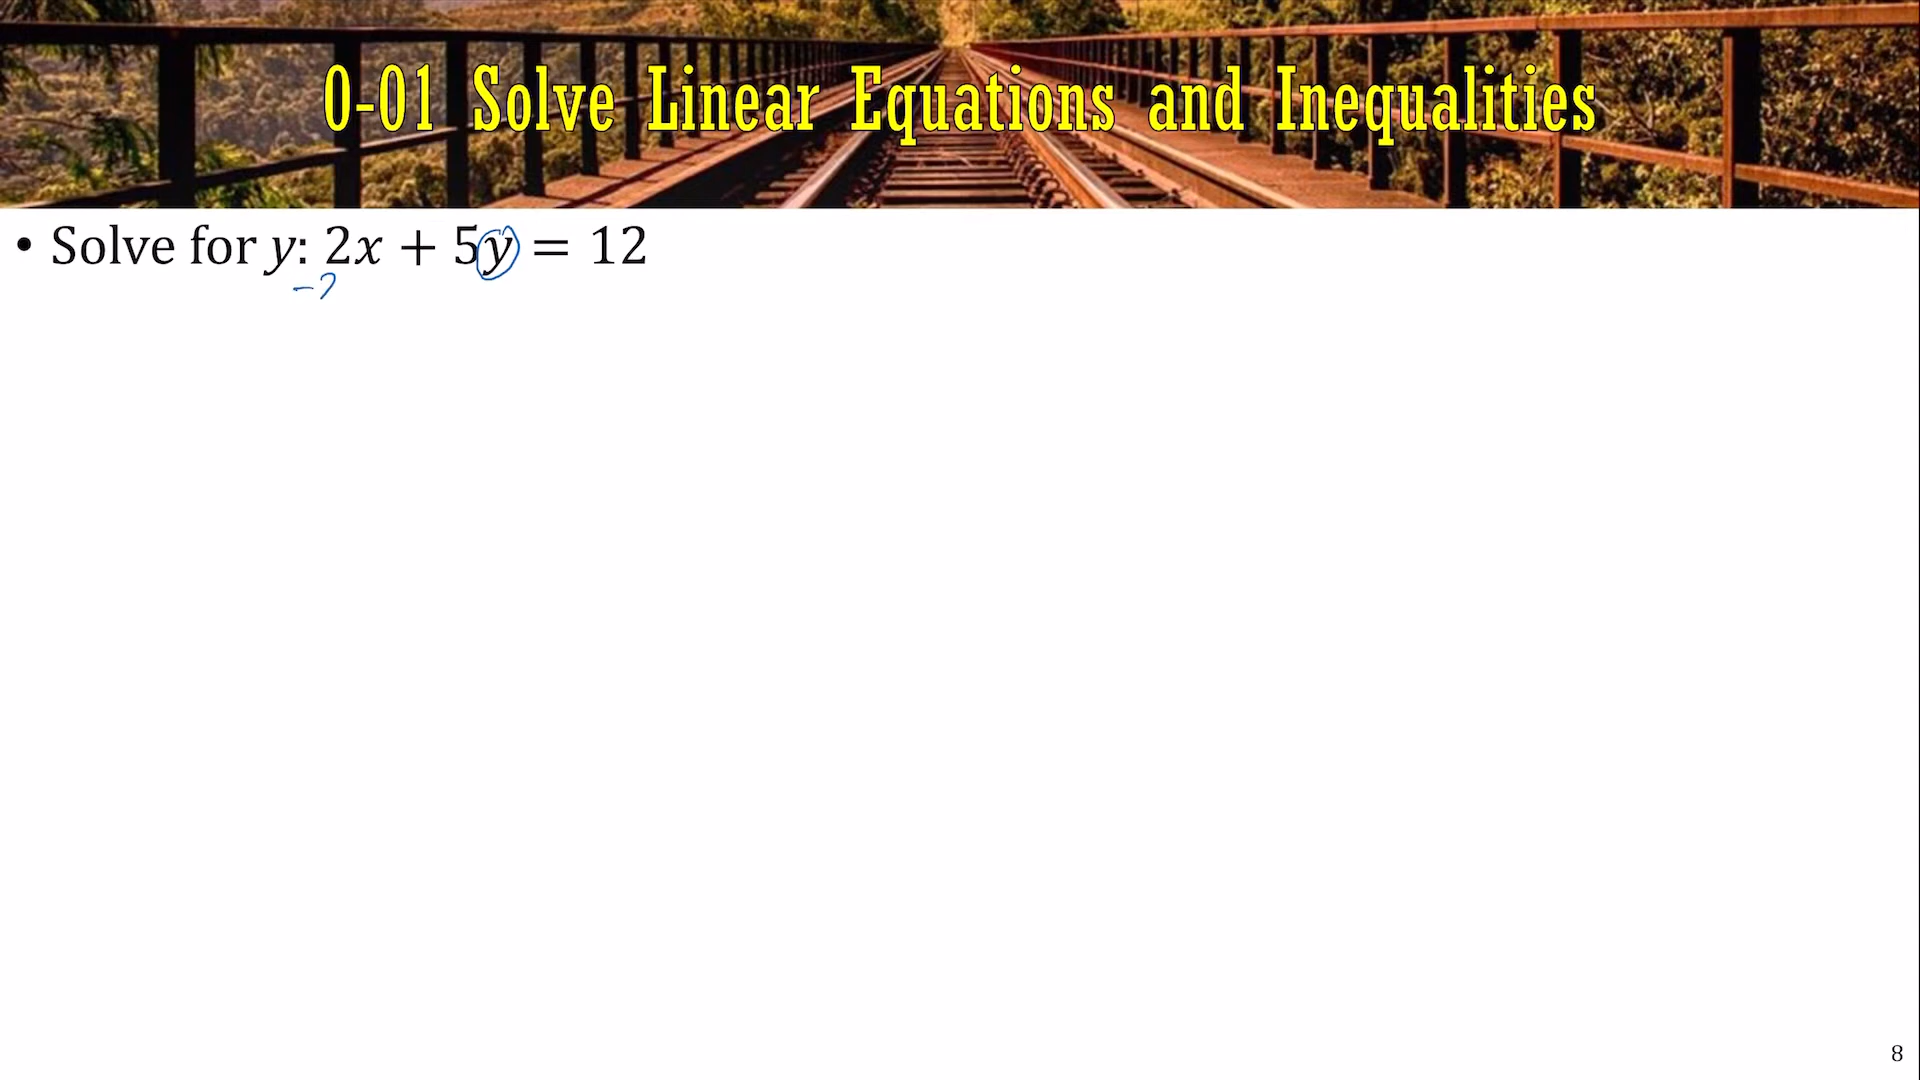 0-01 Solve Linear Equations and Inequalities
• Solve for y: 2x + 5y = 12
−2
8